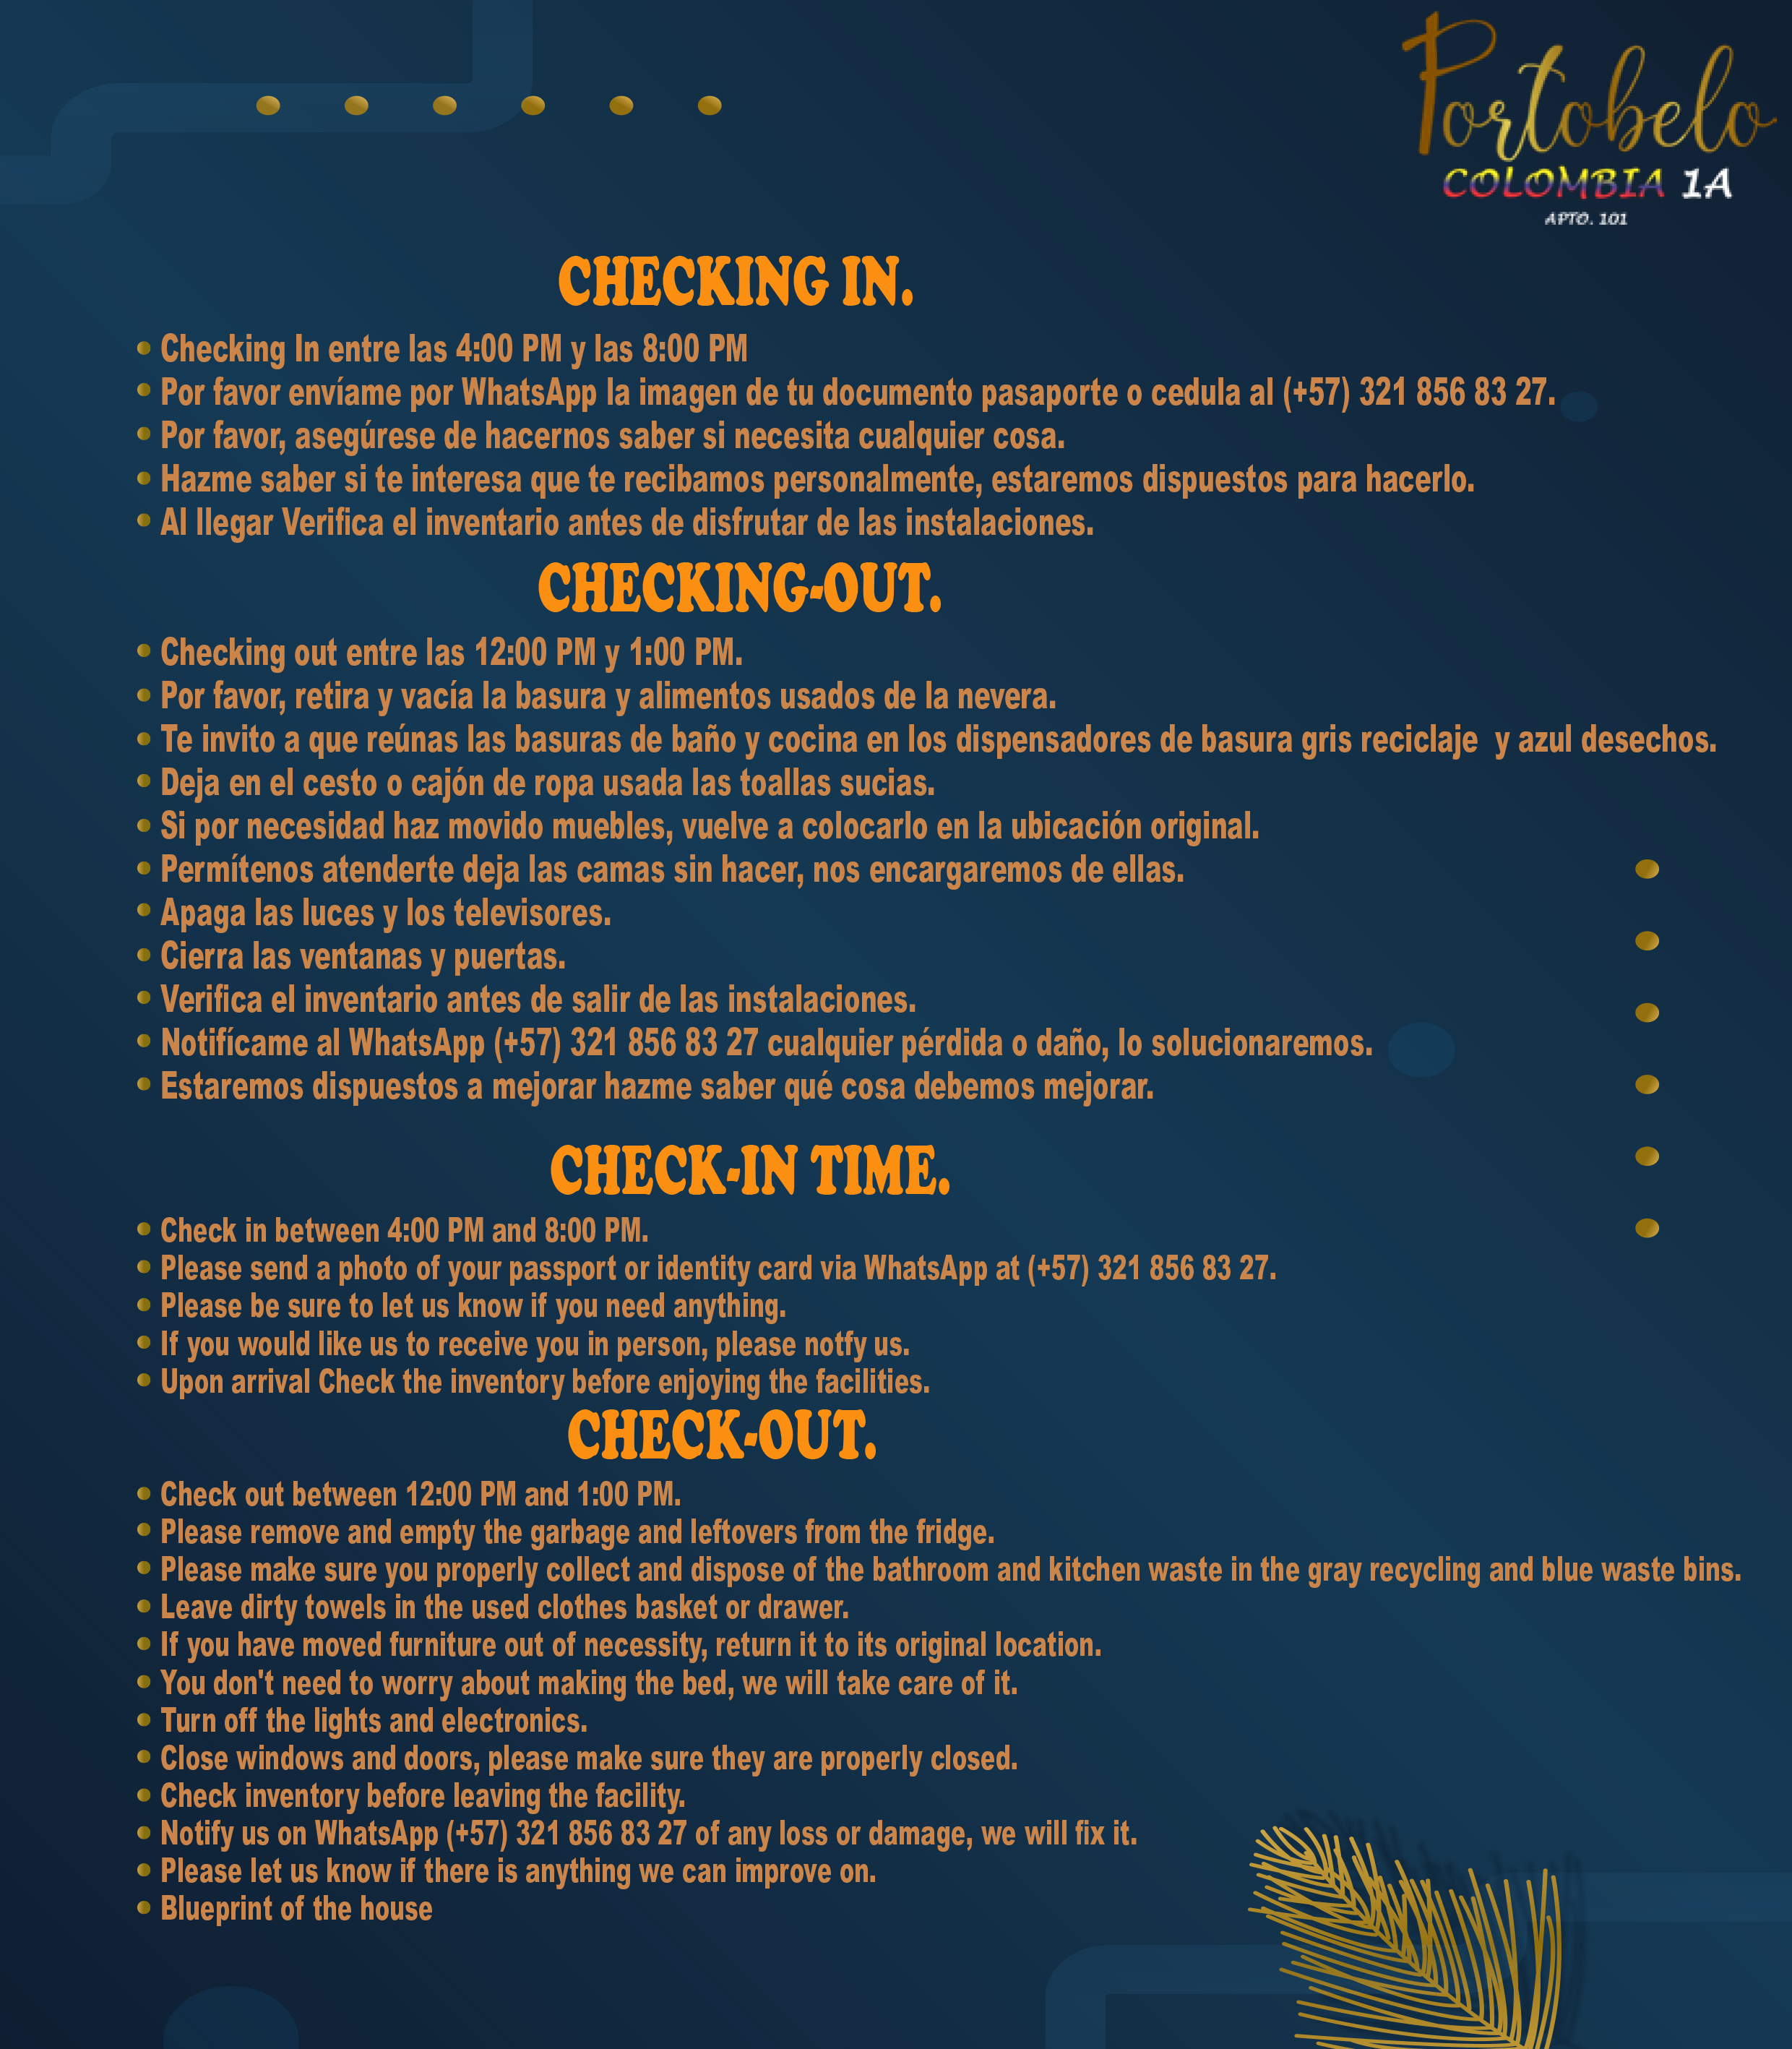 Portobelo
COLOMBIA 1A
APTO. 101
CHECKING IN.
Checking In entre las 4:00 PM y las 8:00 PM
Por favor envíame por WhatsApp la imagen de tu documento pasaporte o cedula al (+57) 321 856 83 27.
Por favor, asegúrese de hacernos saber si necesita cualquier cosa.
Hazme saber si te interesa que te recibamos personalmente, estaremos dispuestos para hacerlo.
Al llegar Verifica el inventario antes de disfrutar de las instalaciones.
CHECKING-OUT.
Checking out entre las 12:00 PM y 1:00 PM.
Por favor, retira y vacía la basura y alimentos usados de la nevera.
Te invito a que reúnas las basuras de baño y cocina en los dispensadores de basura gris reciclaje y azul desechos.
Deja en el cesto o cajón de ropa usada las toallas sucias.
Si por necesidad haz movido muebles, vuelve a colocarlo en la ubicación original.
Permítenos atenderte deja las camas sin hacer, nos encargaremos de ellas.
Apaga las luces y los televisores.
Cierra las ventanas y puertas.
Verifica el inventario antes de salir de las instalaciones.
Notifícame al WhatsApp (+57) 321 856 83 27 cualquier pérdida o daño, lo solucionaremos.
Estaremos dispuestos a mejorar hazme saber qué cosa debemos mejorar.
CHECK-IN TIME.
Check in between 4:00 PM and 8:00 PM.
Please send a photo of your passport or identity card via WhatsApp at (+57) 321 856 83 27.
Please be sure to let us know if you need anything.
If you would like us to receive you in person, please notfy us.
Upon arrival Check the inventory before enjoying the facilities.
CHECK-OUT.
Check out between 12:00 PM and 1:00 PM.
Please remove and empty the garbage and leftovers from the fridge.
Please make sure you properly collect and dispose of the bathroom and kitchen waste in the gray recycling and blue waste bins.
Leave dirty towels in the used clothes basket or drawer.
If you have moved furniture out of necessity, return it to its original location.
You don't need to worry about making the bed, we will take care of it.
Turn off the lights and electronics.
Close windows and doors, please make sure they are properly closed.
Check inventory before leaving the facility.
Notify us on WhatsApp (+57) 321 856 83 27 of any loss or damage, we will fix it.
Please let us know if there is anything we can improve on.
Blueprint of the house